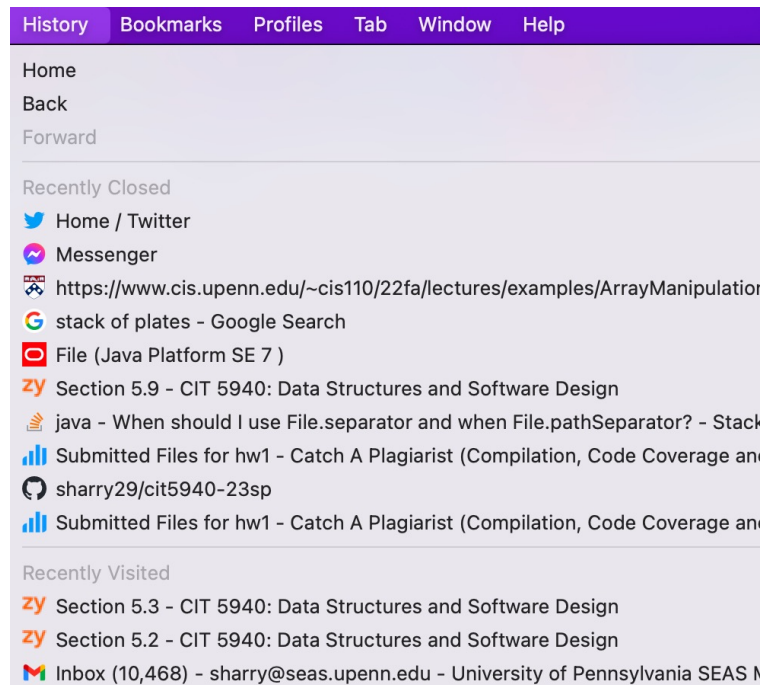 History Bookmarks Profiles Tab Window Help
Home
Back
Forward
Recently Closed
Home / Twitter
Messenger
https://www.cis.upenn.edu/~cis110/22fa/lectures/examples/ArrayManipulation
stack of plates - Google Search
File (Java Platform SE 7 )
zy Section 5.9 - CIT 5940: Data Structures and Software Design
java - When should I use File.separator and when File.pathSeparator? - Stack
Submitted Files for hw1 - Catch A Plagiarist (Compilation, Code Coverage and
sharry29/cit5940-23sp
Submitted Files for hw1 - Catch A Plagiarist (Compilation, Code Coverage and
Recently Visited
zy Section 5.3 - CIT 5940: Data Structures and Software Design
zy Section 5.2 - CIT 5940: Data Structures and Software Design
Inbox (10,468) - sharry@seas.upenn.edu - University of Pennsylvania SEAS